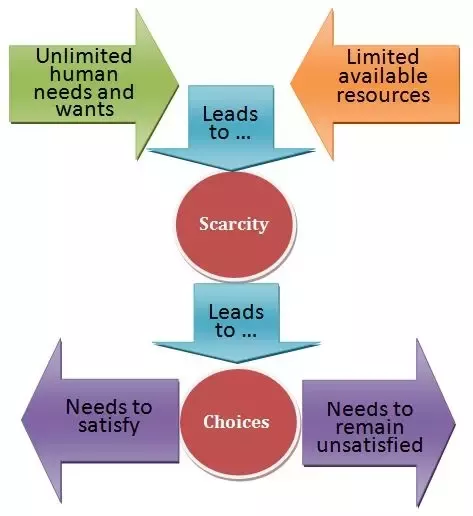 Unlimited
human
needs and
wants
Limited
available
resources
Leads
to ...
Scarcity
Leads
to ...
Needs to
satisfy
Choices
Needs to
remain
unsatisfied